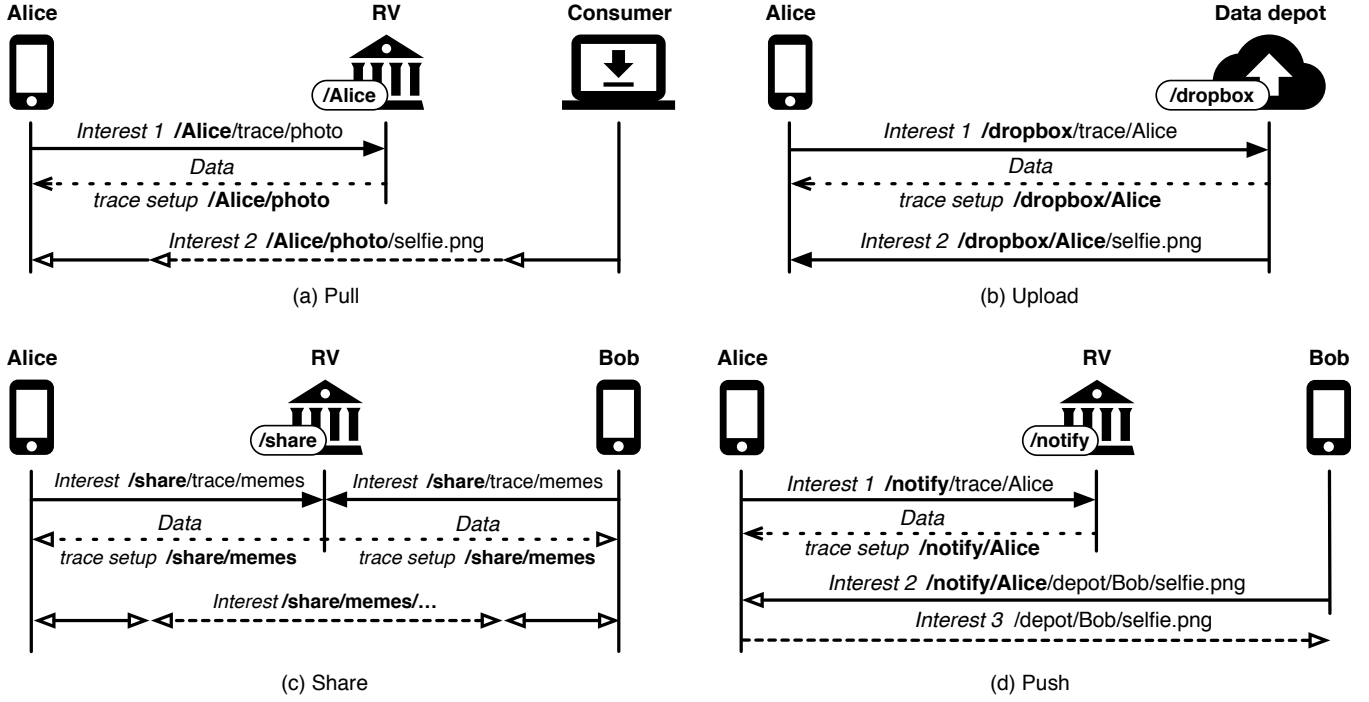 Alice RV Consumer
/Alice
Interest 1 /Alice/trace/photo
Data
trace setup /Alice/photo
Interest 2 /Alice/photo/selfie.png
(a) Pull
Alice Data depot
/dropbox
Interest 1 /dropbox/trace/Alice
Data
trace setup /dropbox/Alice
Interest 2 /dropbox/Alice/selfie.png
(b) Upload
Alice RV Bob
/share
Interest /share/trace/memes Interest /share/trace/memes
Data Data
trace setup /share/memes trace setup /share/memes
Interest /share/memes/...
(c) Share
Alice RV Bob
/notify
Interest 1 /notify/trace/Alice
Data
trace setup /notify/Alice
Interest 2 /notify/Alice/depot/Bob/selfie.png
Interest 3 /depot/Bob/selfie.png
(d) Push